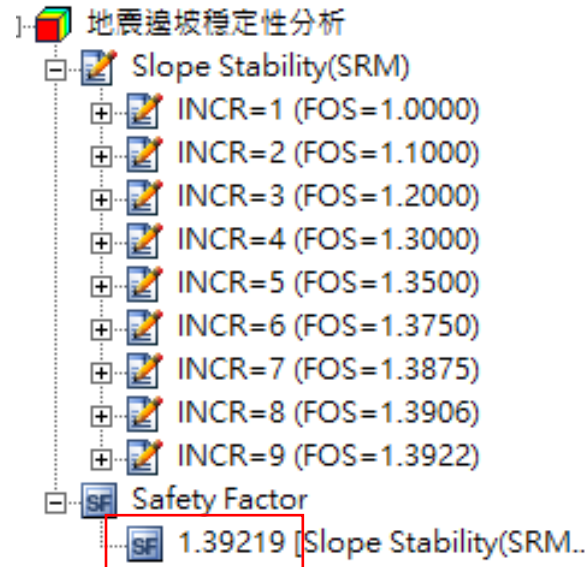 地震邊坡穩定性分析
Slope Stability(SRM)
INCR=1 (FOS=1.0000)
INCR=2 (FOS=1.1000)
INCR=3 (FOS=1.2000)
INCR=4 (FOS=1.3000)
INCR=5 (FOS=1.3500)
INCR=6 (FOS=1.3750)
INCR=7 (FOS=1.3875)
INCR=8 (FOS=1.3906)
INCR=9 (FOS=1.3922)
SF Safety Factor
SF 1.39219 [Slope Stability(SRM..